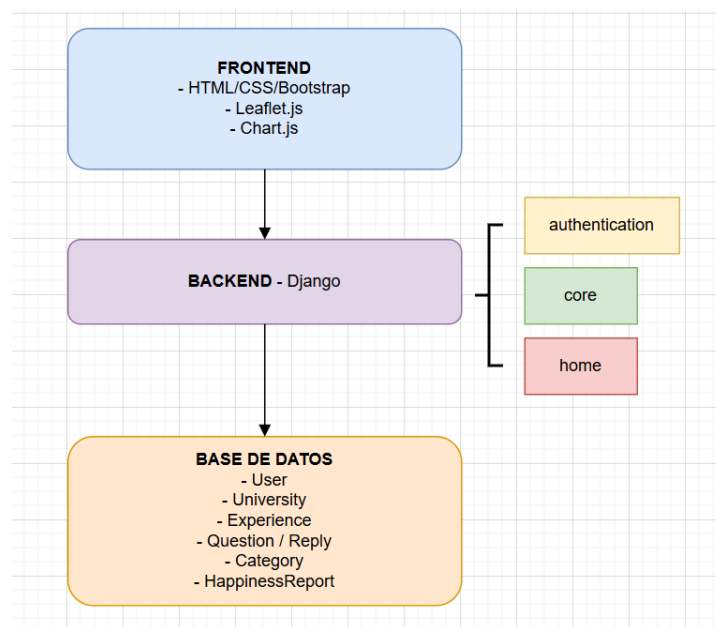 FRONTEND
- HTML/CSS/Bootstrap
- Leaflet.js
- Chart.js
BACKEND - Django
authentication
core
home
BASE DE DATOS
- User
- University
- Experience
- Question / Reply
- Category
- HappinessReport